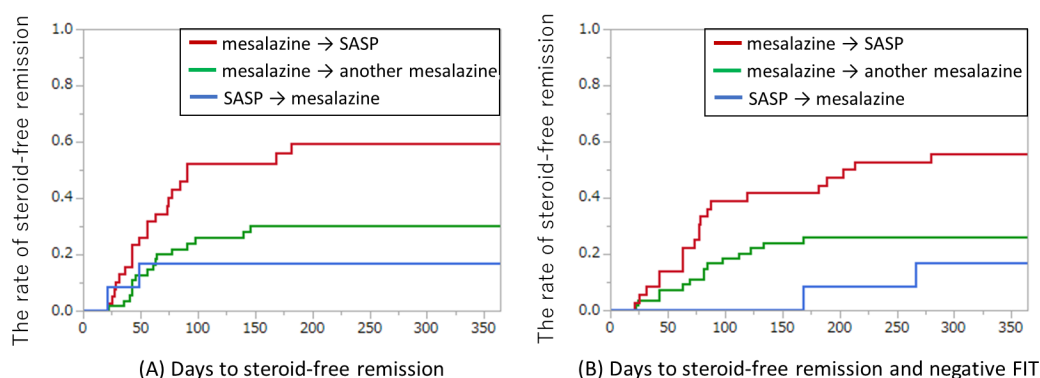 The rate of steroid-free remission
1.0
0.8
0.6
0.4
0.2
0.0
mesalazine → SASP
mesalazine → another mesalazine
SASP → mesalazine
0 50 100 150 200 250 300 350
(A) Days to steroid-free remission
The rate of steroid-free remission
1.0
0.8
0.6
0.4
0.2
0.0
mesalazine → SASP
mesalazine → another mesalazine
SASP → mesalazine
0 50 100 150 200 250 300 350
(B) Days to steroid-free remission and negative FIT